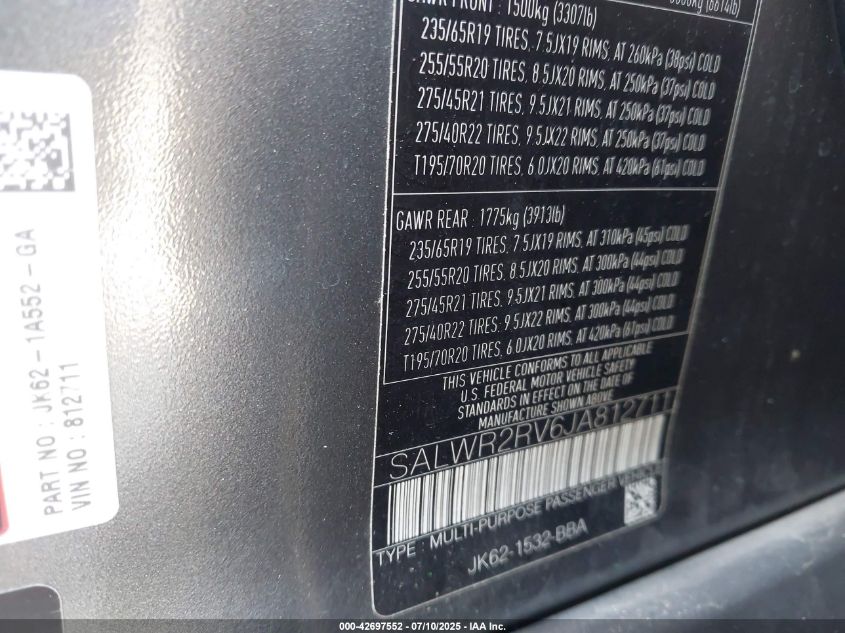 GAWR FRONT : 1500kg (3307lb)
235/65R19 TIRES, 7.5JX19 RIMS, AT 260kPa (38psi) COLD
255/55R20 TIRES, 8.5JX20 RIMS, AT 250kPa (37psi) COLD
275/45R21 TIRES, 9.5JX21 RIMS, AT 250kPa (37psi) COLD
275/40R22 TIRES, 9.5JX22 RIMS, AT 250kPa (37psi) COLD
T195/70R20 TIRES, 6.0JX20 RIMS, AT 420kPa (61psi) COLD
GAWR REAR : 1775kg (3913lb)
235/65R19 TIRES, 7.5JX19 RIMS, AT 310kPa (45psi) COLD
255/55R20 TIRES, 8.5JX20 RIMS, AT 300kPa (44psi) COLD
275/45R21 TIRES, 9.5JX21 RIMS, AT 300kPa (44psi) COLD
275/40R22 TIRES, 9.5JX22 RIMS, AT 300kPa (44psi) COLD
T195/70R20 TIRES, 6.0JX20 RIMS, AT 420kPa (61psi) COLD
THIS VEHICLE CONFORMS TO ALL APPLICABLE
U.S. FEDERAL MOTOR VEHICLE SAFETY
STANDARDS IN EFFECT ON THE DATE OF
MANUFACTURE SHOWN ABOVE
SALWR2RV6JA812711
TYPE : MULTI-PURPOSE PASSENGER VEHICLE
JK62-1532-BBA
PART NO : JK62 - 1A552 - GA
VIN NO : 812711
000-42697552 - 07/10/2025 - IAA Inc.